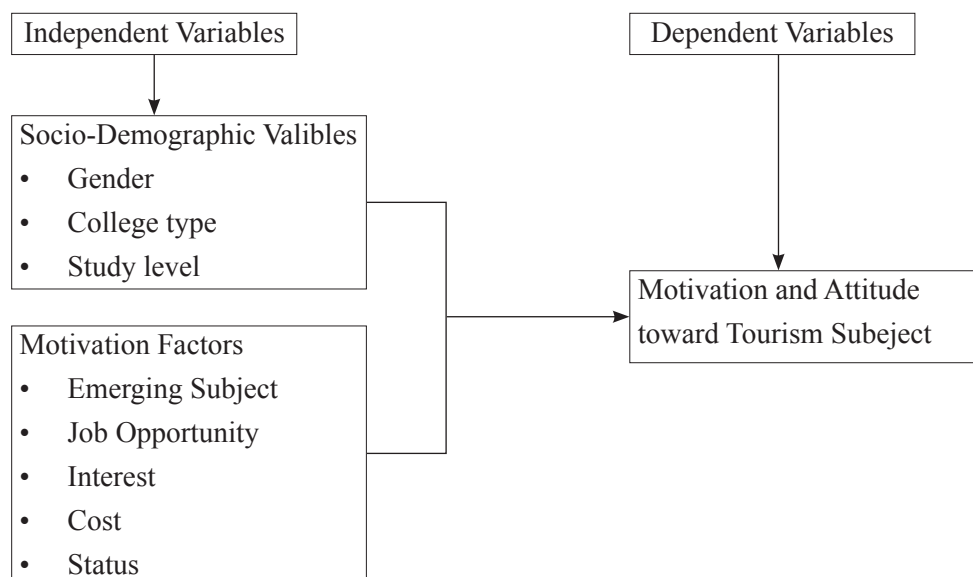 Independent Variables
Dependent Variables
Socio-Demographic Valibles
• Gender
• College type
• Study level
Motivation and Attitude
toward Tourism Subeject
Motivation Factors
• Emerging Subject
• Job Opportunity
• Interest
• Cost
• Status